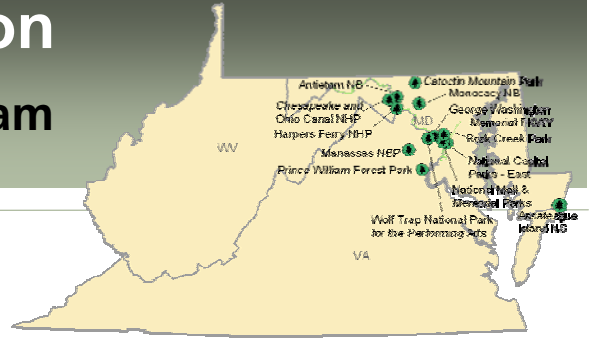 on
am
Antietam NB
Catoctin Mountain Park
Monocacy NB
Chesapeake and
Ohio Canal NHP
George Washington
Memorial PKWY
MD
Harpers Ferry NHP
Rock Creek Park
WV
Manassas NBP
National Capital
Parks - East
Prince William Forest Park
National Mall &
Memorial Parks
Assateague
Island NS
Wolf Trap National Park
for the Performing Arts
VA